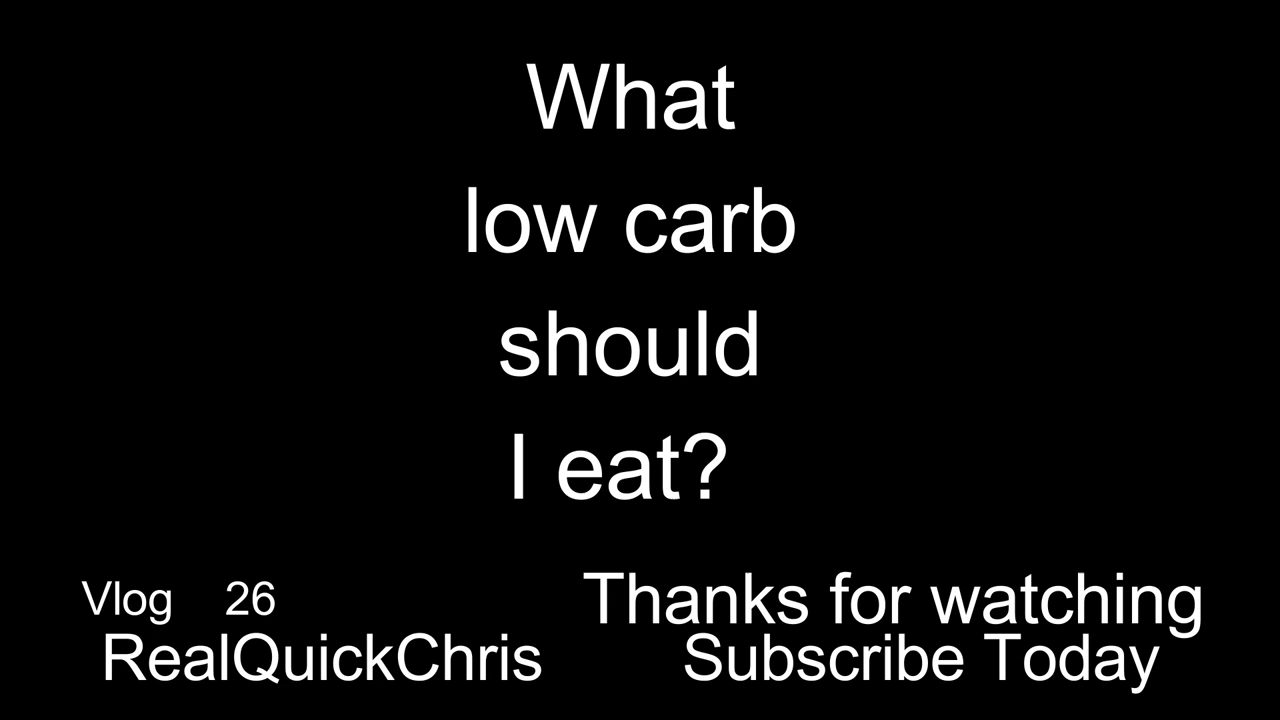 What
low carb
should
I eat?
Vlog 26
Thanks for watching
RealQuickChris
Subscribe Today